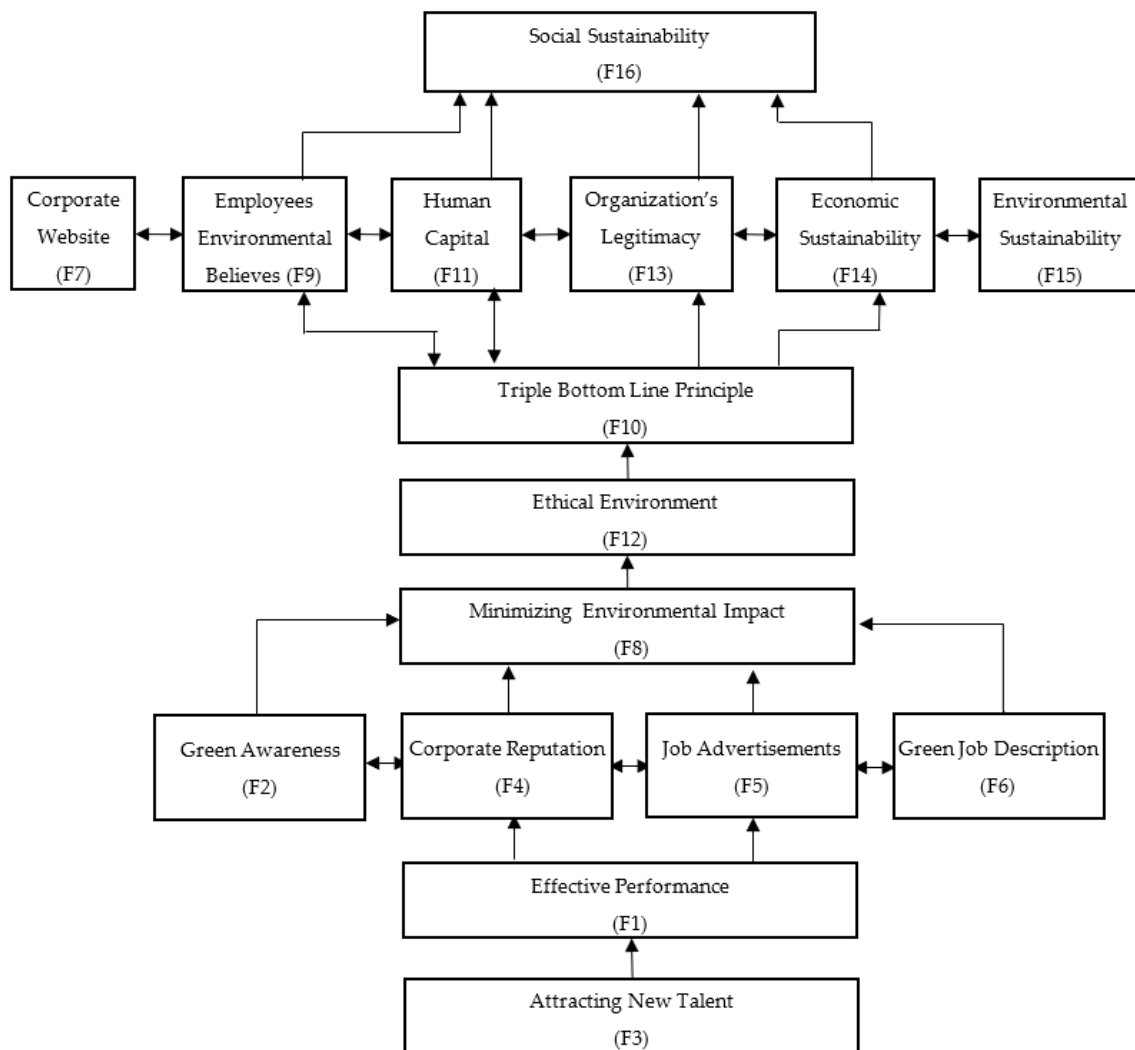 Social Sustainability
(F16)
Corporate
Website
(F7)
Employees
Environmental
Believes (F9)
Human
Capital
(F11)
Organization's
Legitimacy
(F13)
Economic
Sustainability
(F14)
Environmental
Sustainability
(F15)
Triple Bottom Line Principle
(F10)
Ethical Environment
(F12)
Minimizing Environmental Impact
(F8)
Green Awareness
(F2)
Corporate Reputation
(F4)
Job Advertisements
(F5)
Green Job Description
(F6)
Effective Performance
(F1)
Attracting New Talent
(F3)